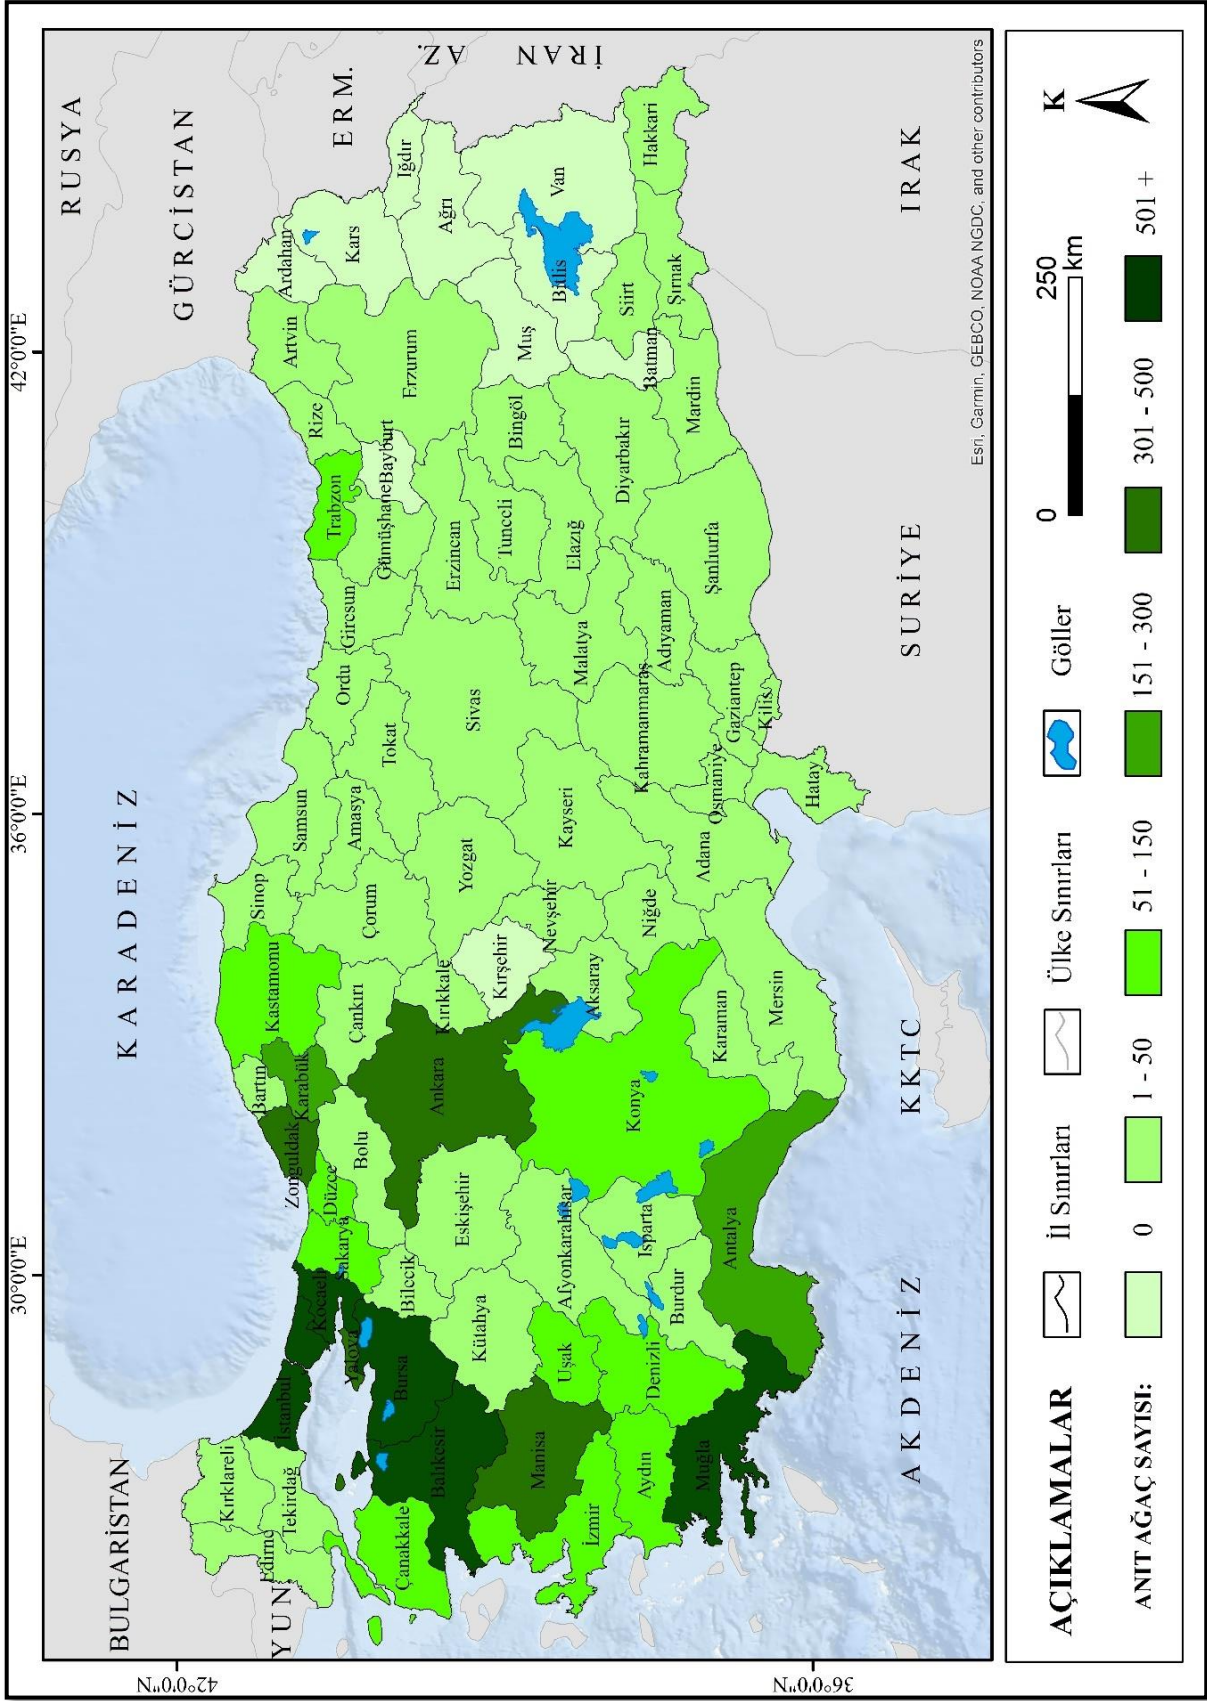 30°0'0"E
36°0'0"E
42°0'0"E
42°0'0"N
36°0'0"N
RUSYA
BULGARİSTAN
KARADENİZ
GÜRCİSTAN
YUN.
ERM.
AZ.
İRAN
IRAK
SURİYE
KKTC
AKDENİZ
Kırklareli
Edirne
Tekirdağ
İstanbul
Kocaeli
Yalova
Sakarya
Düzce
Zonguldak
Bartın
Karabük
Kastamonu
Sinop
Samsun
Ordu
Giresun
Trabzon
Rize
Artvin
Ardahan
Kars
Iğdır
Ağrı
Erzurum
Bayburt
Gümüşhane
Erzincan
Tunceli
Bingöl
Muş
Bitlis
Van
Hakkari
Şırnak
Siirt
Batman
Mardin
Diyarbakır
Elazığ
Malatya
Adıyaman
Şanlıurfa
Gaziantep
Kilis
Hatay
Osmaniye
Kahramanmaraş
Adana
Kayseri
Sivas
Tokat
Amasya
Çorum
Yozgat
Çankırı
Kırıkkale
Kırşehir
Nevşehir
Niğde
Aksaray
Mersin
Karaman
Konya
Ankara
Bolu
Eskişehir
Bilecik
Bursa
Balıkesir
Çanakkale
Kütahya
Afyonkarahisar
Uşak
Manisa
İzmir
Aydın
Denizli
Muğla
Burdur
Isparta
Antalya
Esri, Garmin, GEBCO, NOAA NGDC, and other contributors
AÇIKLAMALAR
İl Sınırları
Ülke Sınırları
Göller
0
250
km
K
ANIT AĞAÇ SAYISI:
0
1 - 50
51 - 150
151 - 300
301 - 500
501 +